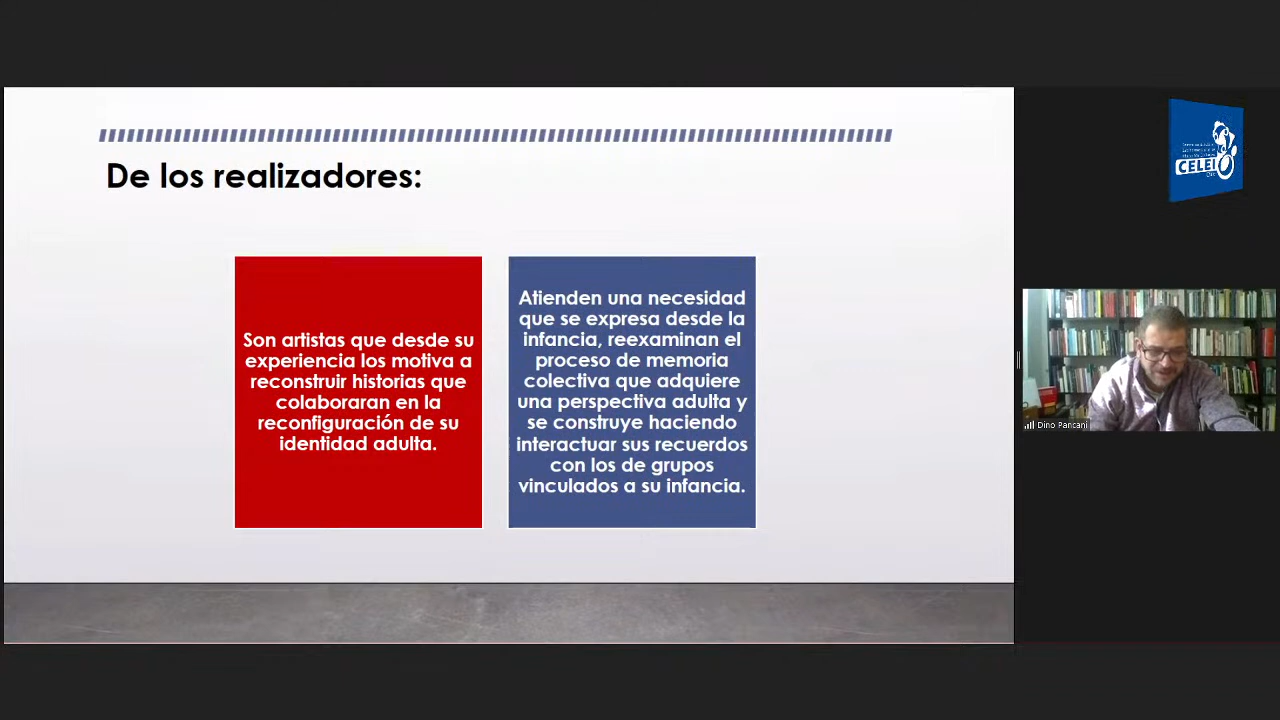 De los realizadores:
Son artistas que desde su
experiencia los motiva a
reconstruir historias que
colaboraran en la
reconfiguración de su
identidad adulta.
Atienden una necesidad
que se expresa desde la
infancia, reexaminan el
proceso de memoria
colectiva que adquiere
una perspectiva adulta y
se construye haciendo
interactuar sus recuerdos
con los de grupos
vinculados a su infancia.
CELEI
Dino Pancani